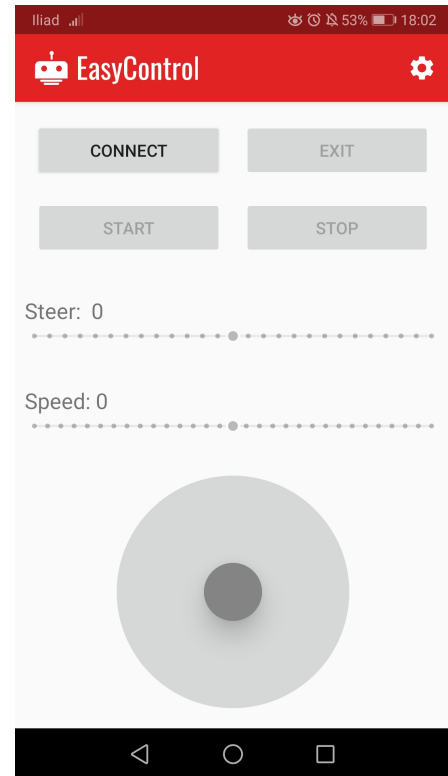 Iliad 53% 18:02
EasyControl
CONNECT EXIT
START STOP
Steer: 0
Speed: 0